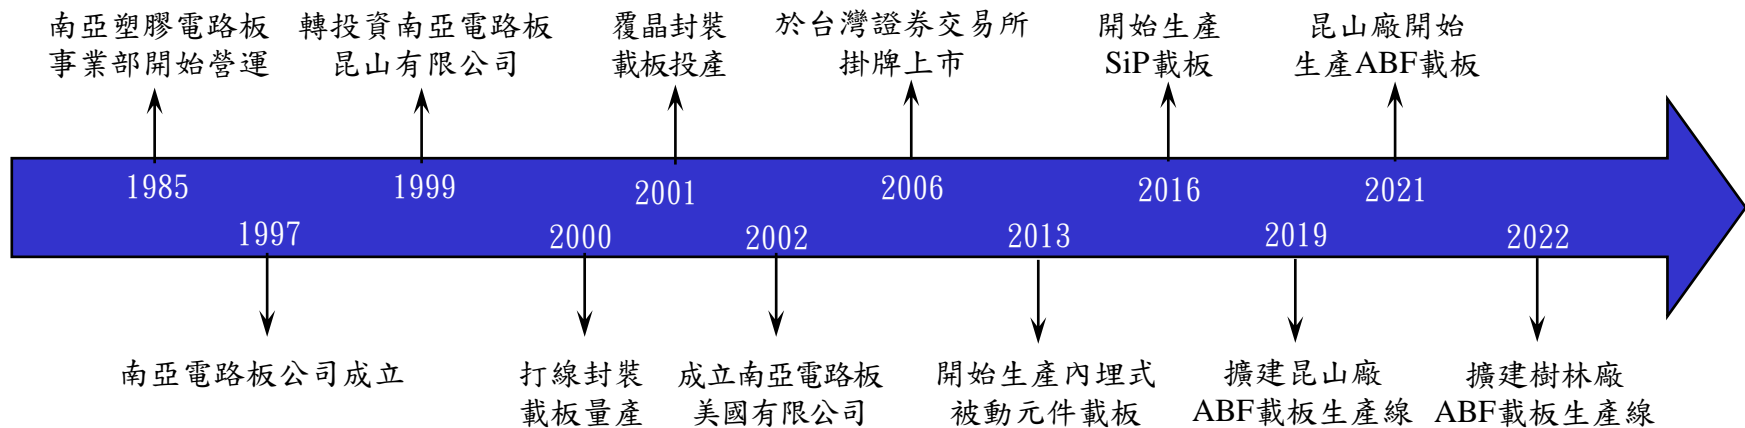 南亞塑膠電路板
事業部開始營運
轉投資南亞電路板
昆山有限公司
覆晶封裝
載板投產
於台灣證券交易所
掛牌上市
開始生產
SiP載板
昆山廠開始
生產ABF載板
1985
1999
2001
2006
2016
2021
1997
2000
2002
2013
2019
2022
南亞電路板公司成立
打線封裝
載板量產
成立南亞電路板
美國有限公司
開始生產內埋式
被動元件載板
擴建昆山廠
ABF載板生產線
擴建樹林廠
ABF載板生產線